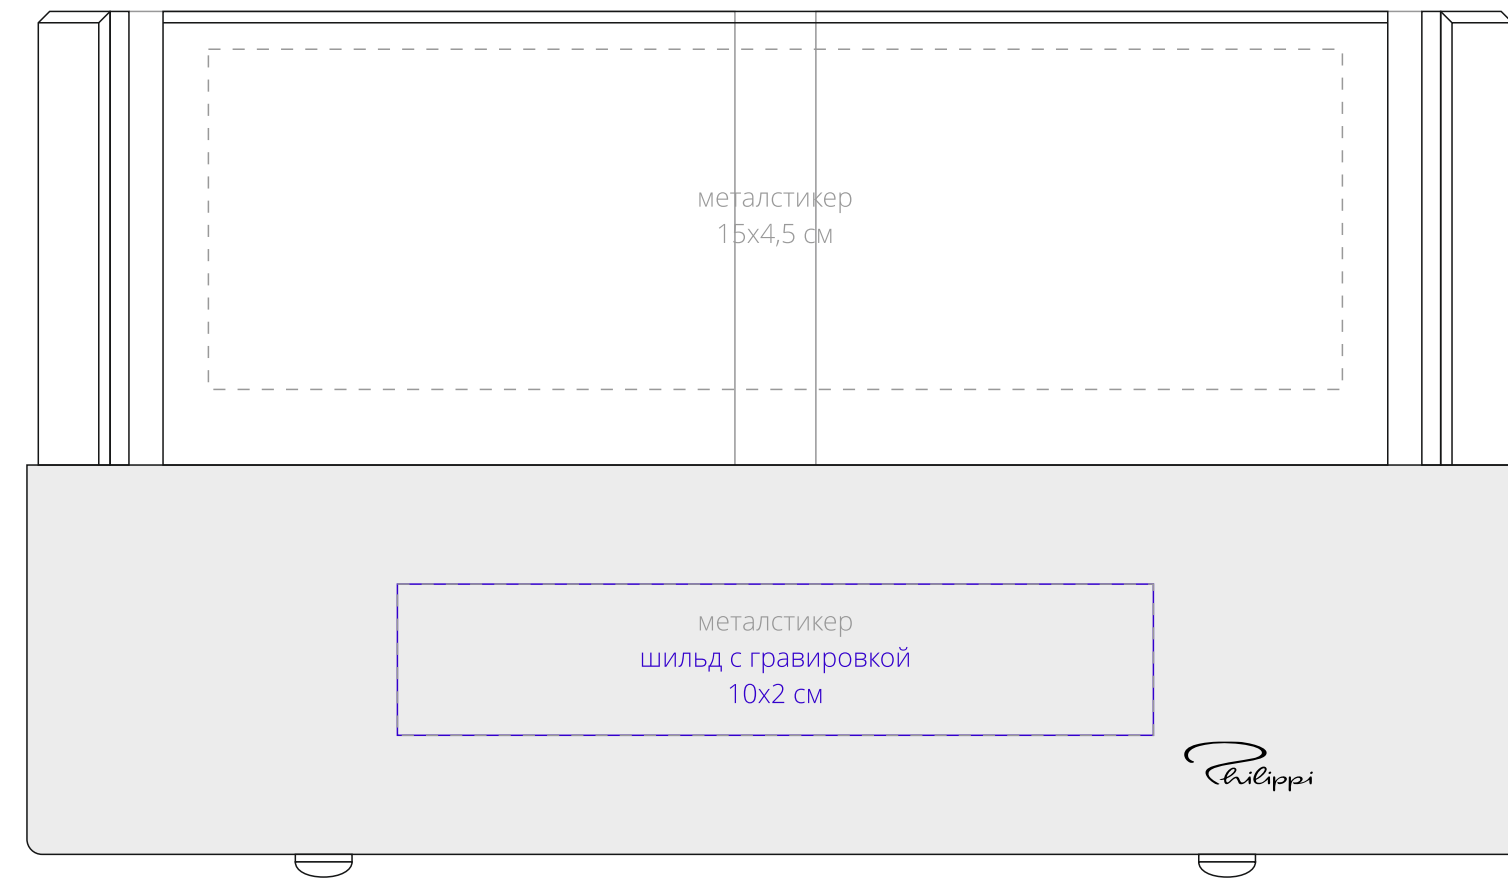 металстикер
15х4,5 см
металстикер
шильд с гравировкой
10х2 см
Philippi